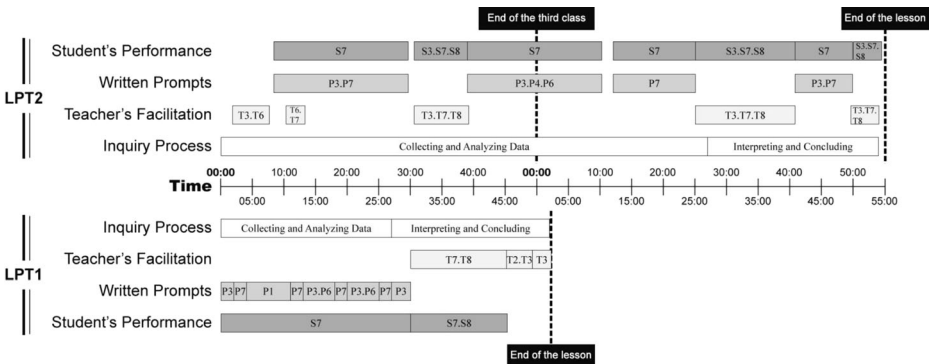 End of the third class
End of the lesson
LPT2
Student's Performance
S7
S3.S7.S8
S7
S7
S3.S7.S8
S7
S3.S7.
S8
Written Prompts
P3.P7
P3.P4.P6
P7
P3.P7
Teacher's Facilitation
T3.T6
T6.
T7
T3.T7.T8
T3.T7.T8
T3.T7.
T8
Inquiry Process
Collecting and Analyzing Data
Interpreting and Concluding
Time
00:00
10:00
20:00
30:00
40:00
00:00
10:00
20:00
30:00
40:00
50:00
05:00
15:00
25:00
35:00
45:00
05:00
15:00
25:00
35:00
45:00
55:00
LPT1
Inquiry Process
Collecting and Analyzing Data
Interpreting and Concluding
Teacher's Facilitation
T7.T8
T2.T3
T3
Written Prompts
P3
P7
P1
P7
P3.P6
P7
P3.P6
P7
P3
Student's Performance
S7
S7.S8
End of the lesson